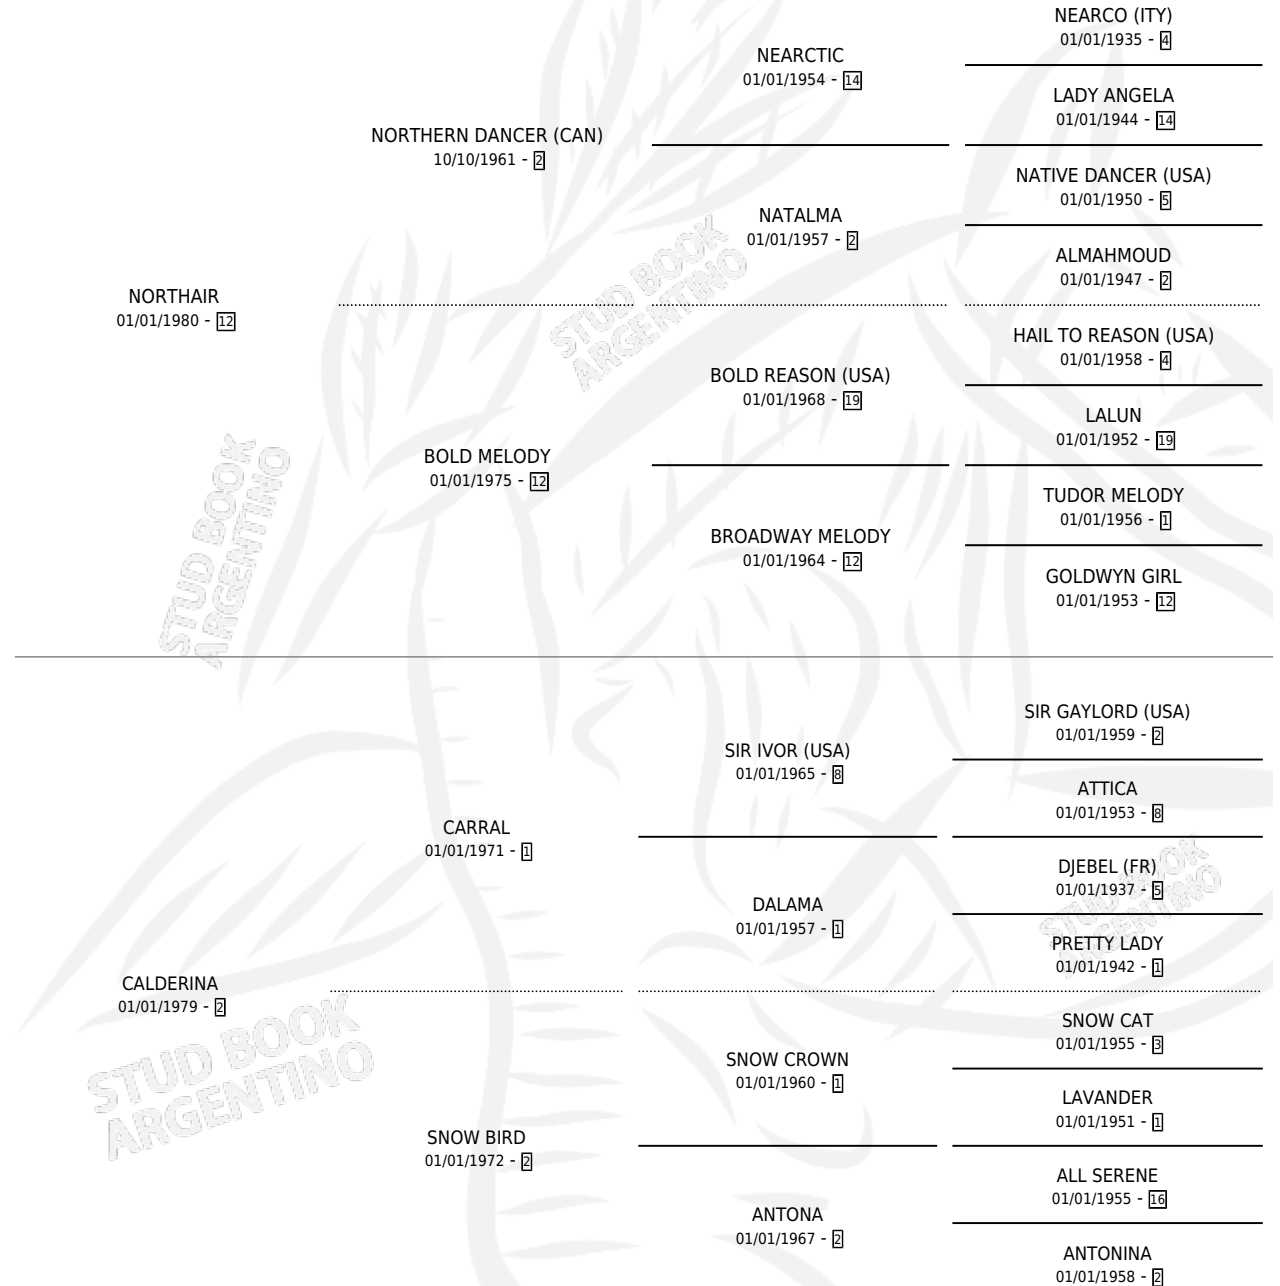 NEARCO (ITY)
01/01/1935 - 4
NEARCTIC
01/01/1954 - 14
LADY ANGELA
01/01/1944 - 14
NORTHERN DANCER (CAN)
10/10/1961 - 2
NATIVE DANCER (USA)
01/01/1950 - 5
NATALMA
01/01/1957 - 2
ALMAHMOUD
01/01/1947 - 2
NORTHAIR
01/01/1980 - 12
HAIL TO REASON (USA)
01/01/1958 - 4
BOLD REASON (USA)
01/01/1968 - 19
LALUN
01/01/1952 - 19
BOLD MELODY
01/01/1975 - 12
TUDOR MELODY
01/01/1956 - 1
BROADWAY MELODY
01/01/1964 - 12
GOLDWYN GIRL
01/01/1953 - 12
SIR GAYLORD (USA)
01/01/1959 - 2
SIR IVOR (USA)
01/01/1965 - 8
ATTICA
01/01/1953 - 8
CARRAL
01/01/1971 - 1
DJEBEL (FR)
01/01/1937 - 5
DALAMA
01/01/1957 - 1
PRETTY LADY
01/01/1942 - 1
CALDERINA
01/01/1979 - 2
SNOW CAT
01/01/1955 - 3
SNOW CROWN
01/01/1960 - 1
LAVANDER
01/01/1951 - 1
SNOW BIRD
01/01/1972 - 2
ALL SERENE
01/01/1955 - 16
ANTONA
01/01/1967 - 2
ANTONINA
01/01/1958 - 2
STUD BOOK
ARGENTINO
STUD BOOK
ARGENTINO
STUD BOOK
ARGENTINO
STUD BOOK
ARGENTINO